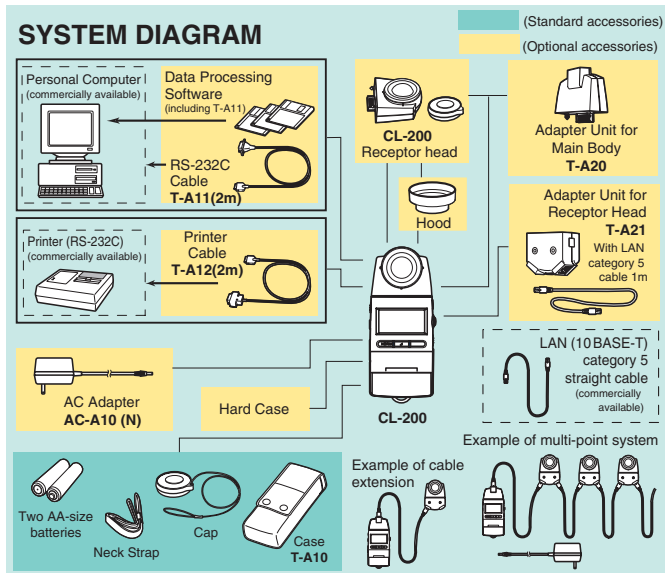 SYSTEM DIAGRAM
(Standard accessories)
(Optional accessories)
Personal Computer
(commercially available)
Data Processing
Software
(including T-A11)
RS-232C
Cable
T-A11(2m)
Printer (RS-232C)
(commercially available)
Printer
Cable
T-A12(2m)
CL-200
Receptor head
Hood
Adapter Unit for
Main Body
T-A20
Adapter Unit for
Receptor Head
T-A21
With LAN
category 5
cable 1m
LAN (10BASE-T)
category 5
straight cable
(commercially
available)
AC Adapter
AC-A10 (N)
Hard Case
CL-200
Two AA-size
batteries
Neck Strap
Cap
Case
T-A10
Example of cable
extension
Example of multi-point system